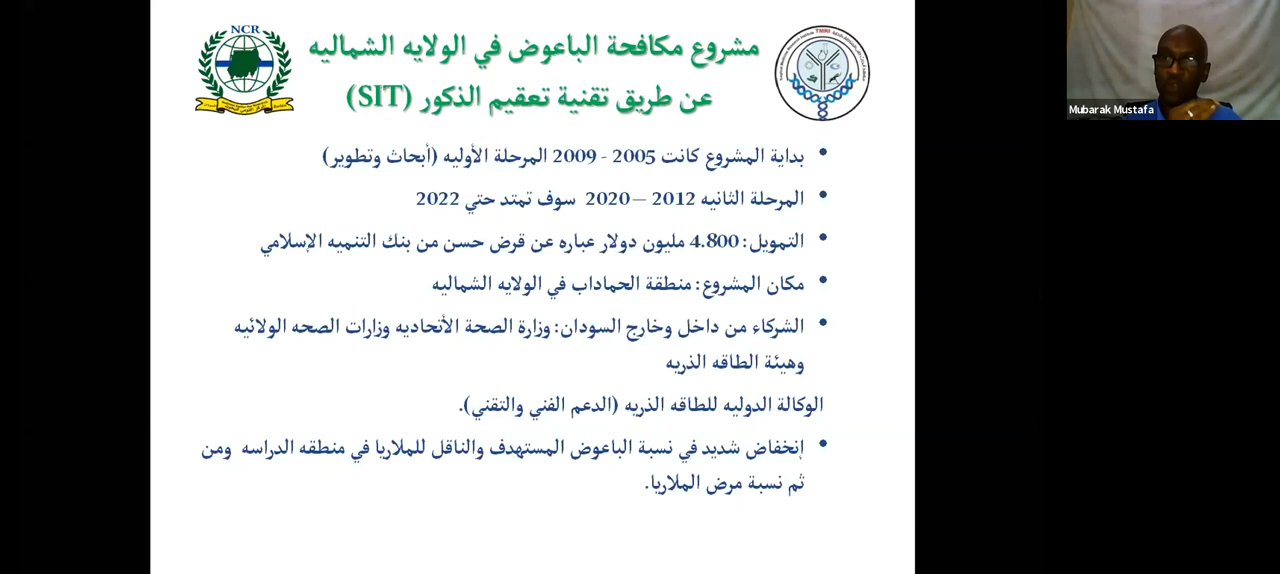 NCR
TMRI
مشروع مكافحة الباعوض في الولايه الشماليه
عن طريق تقنية تعقيم الذكور (SIT)
• بداية المشروع كانت 2005 - 2009 المرحلة الأوليه (أبحاث وتطوير)
• المرحلة الثانيه 2012 – 2020 سوف تمتد حتي 2022
• التمويل: 4.800 مليون دولار عباره عن قرض حسن من بنك التنميه الإسلامي
• مكان المشروع: منطقة الحماداب في الولايه الشماليه
• الشركاء من داخل وخارج السودان: وزارة الصحة الأتحاديه وزارات الصحه الولائيه
وهيئة الطاقه الذريه
الوكالة الدوليه للطاقه الذريه (الدعم الفني والتقني).
• إنخفاض شديد في نسبة الباعوض المستهدف والناقل للملاريا في منطقه الدراسه ومن
ثم نسبة مرض الملاريا.
Mubarak Mustafa